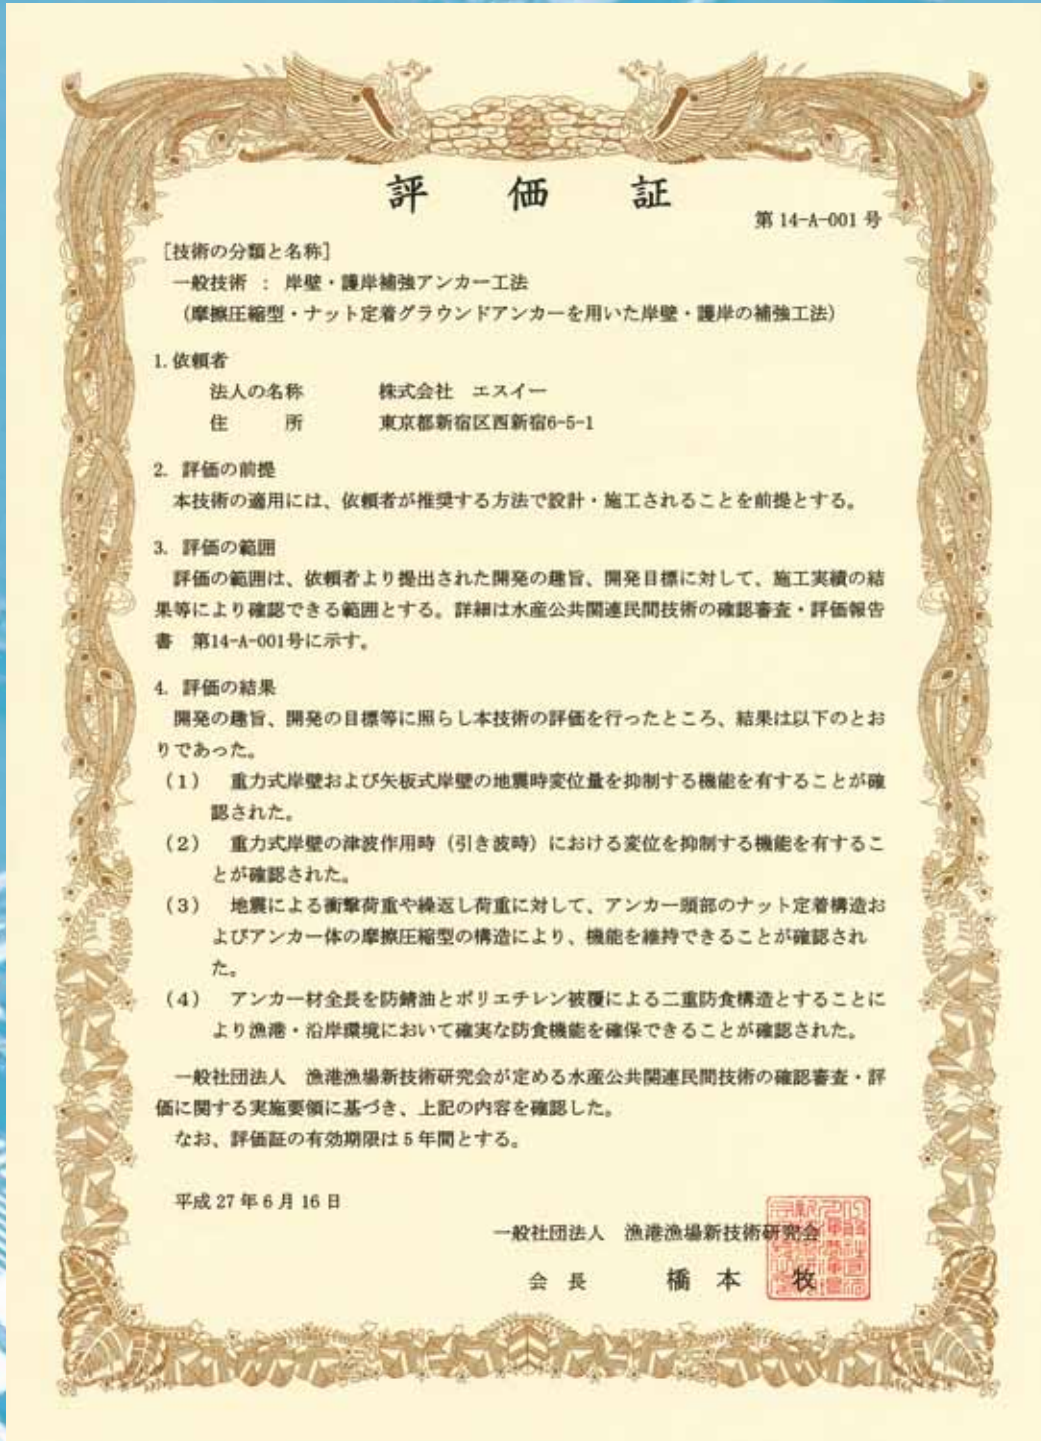 評 価 証
第 14-A-001 号
[技術の分類と名称]
一般技術 : 岸壁・護岸補強アンカー工法
(摩擦圧縮型・ナット定着グラウンドアンカーを用いた岸壁・護岸の補強工法)
1. 依頼者
法人の名称 株式会社 エスイー
住 所 東京都新宿区西新宿6-5-1
2. 評価の前提
本技術の適用には、依頼者が推奨する方法で設計・施工されることを前提とする。
3. 評価の範囲
評価の範囲は、依頼者より提出された開発の趣旨、開発目標に対して、施工実績の結
果等により確認できる範囲とする。詳細は水産公共関連民間技術の確認審査・評価報告
書 第14-A-001号に示す。
4. 評価の結果
開発の趣旨、開発の目標等に照らし本技術の評価を行ったところ、結果は以下のとお
りであった。
(1) 重力式岸壁および矢板式岸壁の地震時変位量を抑制する機能を有することが確
認された。
(2) 重力式岸壁の津波作用時(引き波時)における変位を抑制する機能を有するこ
とが確認された。
(3) 地震による衝撃荷重や繰返し荷重に対して、アンカー頭部のナット定着構造お
よびアンカー体の摩擦圧縮型の構造により、機能を維持できることが確認され
た。
(4) アンカー材全長を防錆油とポリエチレン被覆による二重防食構造とすることに
より漁港・沿岸環境において確実な防食機能を確保できることが確認された。
一般社団法人 漁港漁場新技術研究会が定める水産公共関連民間技術の確認審査・評
価に関する実施要領に基づき、上記の内容を確認した。
なお、評価証の有効期限は5年間とする。
平成 27 年 6 月 16 日
一般社団法人 漁港漁場新技術研究会
会 長 橋 本 牧